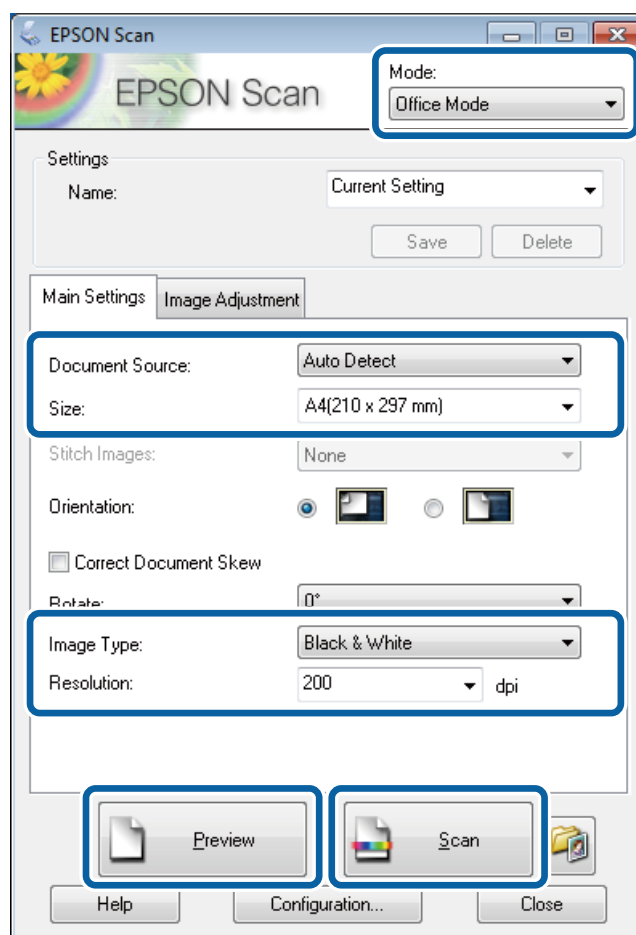 EPSON Scan
EPSON Scan
Mode:
Office Mode
Settings
Name: Current Setting
Save Delete
Main Settings Image Adjustment
Document Source: Auto Detect
Size: A4(210 x 297 mm)
Stitch Images: None
Orientation:
Correct Document Skew
Rotate: 0°
Image Type: Black & White
Resolution: 200 dpi
Preview Scan
Help Configuration... Close